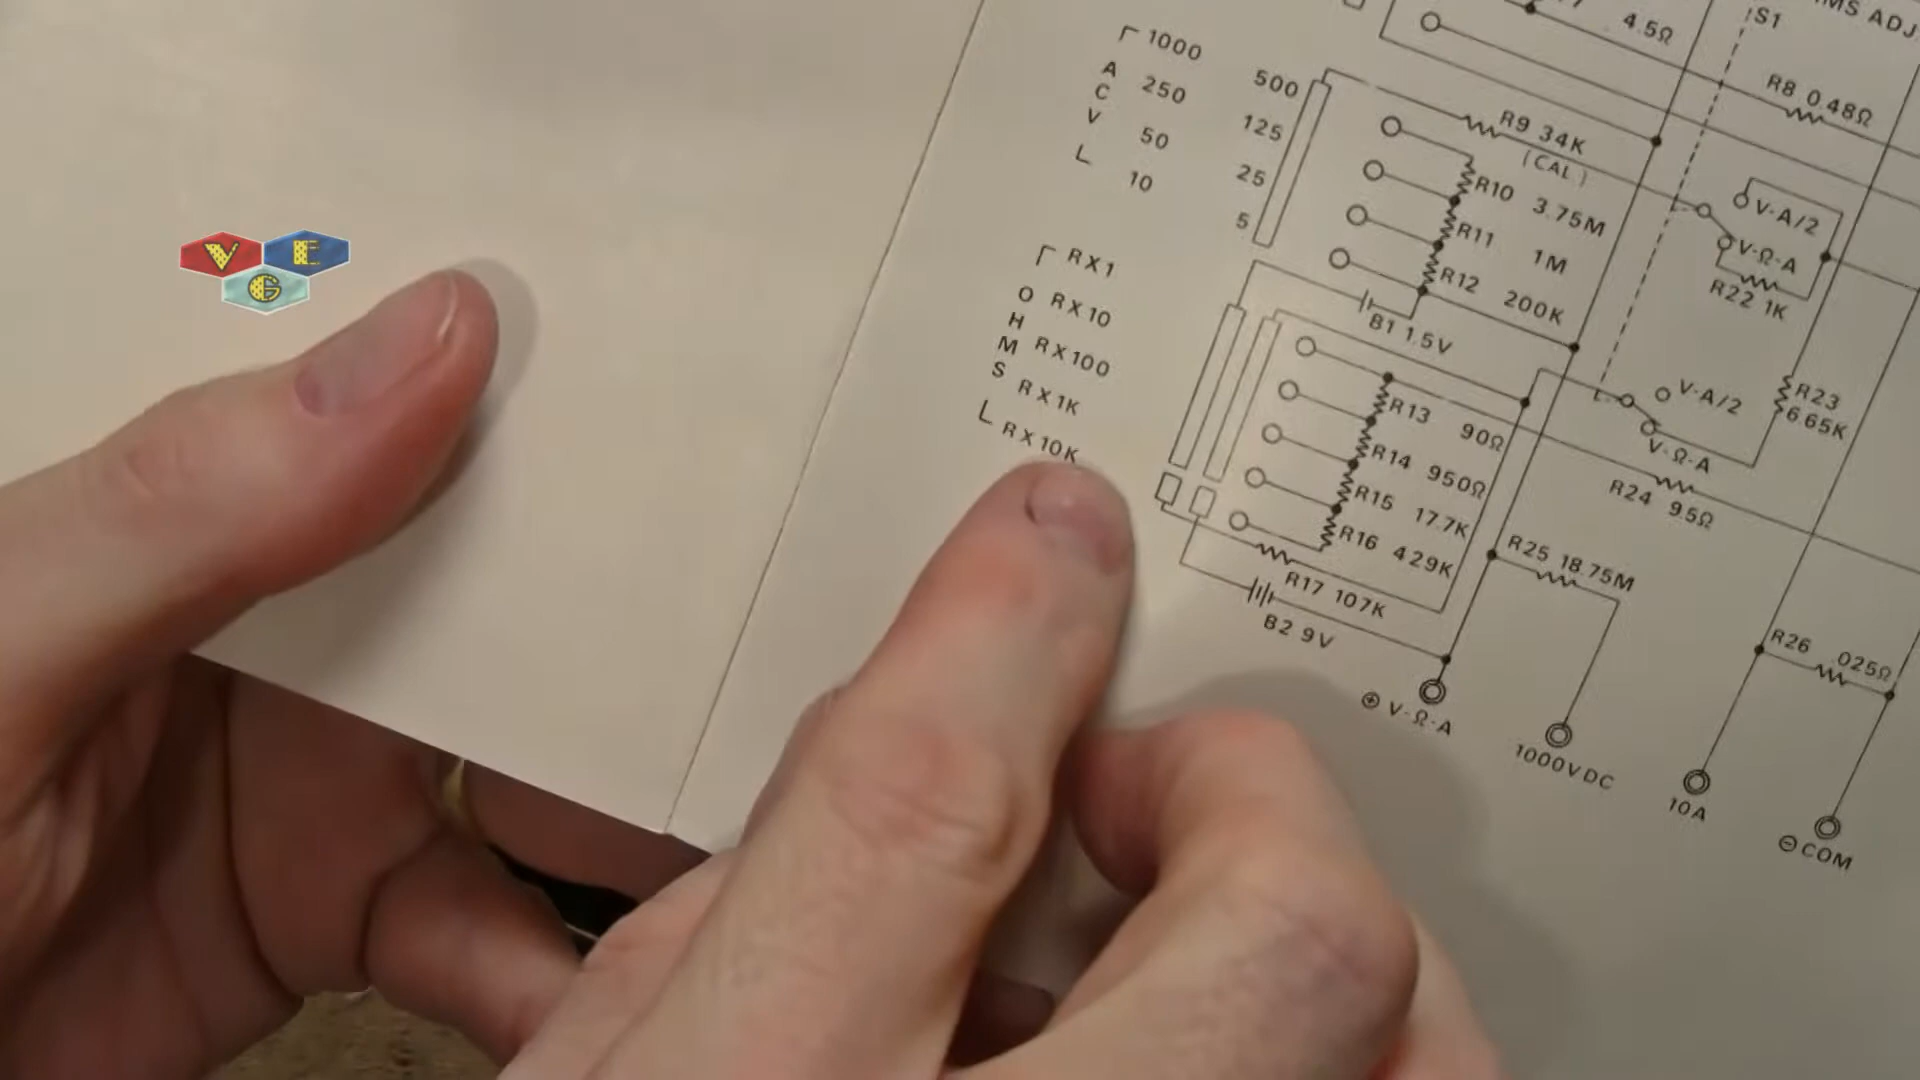 V E
G
┌ 1000
A
C
V
└
250
50
10
500
125
25
5
┌ RX1
O
H
M
S
└
RX10
RX100
RX1K
RX10K
4.5Ω
S1
R8 0.48Ω
R9 34K
(CAL)
R10 3.75M
R11 1M
R12 200K
B1 1.5V
V-A/2
V-Ω-A
R22 1K
R13 90Ω
R14 950Ω
R15 17.7K
R16 429K
R17 107K
B2 9V
V-A/2
V-Ω-A
R23
6.65K
R24 95Ω
R25 18.75M
R26 .025Ω
⊕ V-Ω-A
1000VDC
10A
⊖ COM